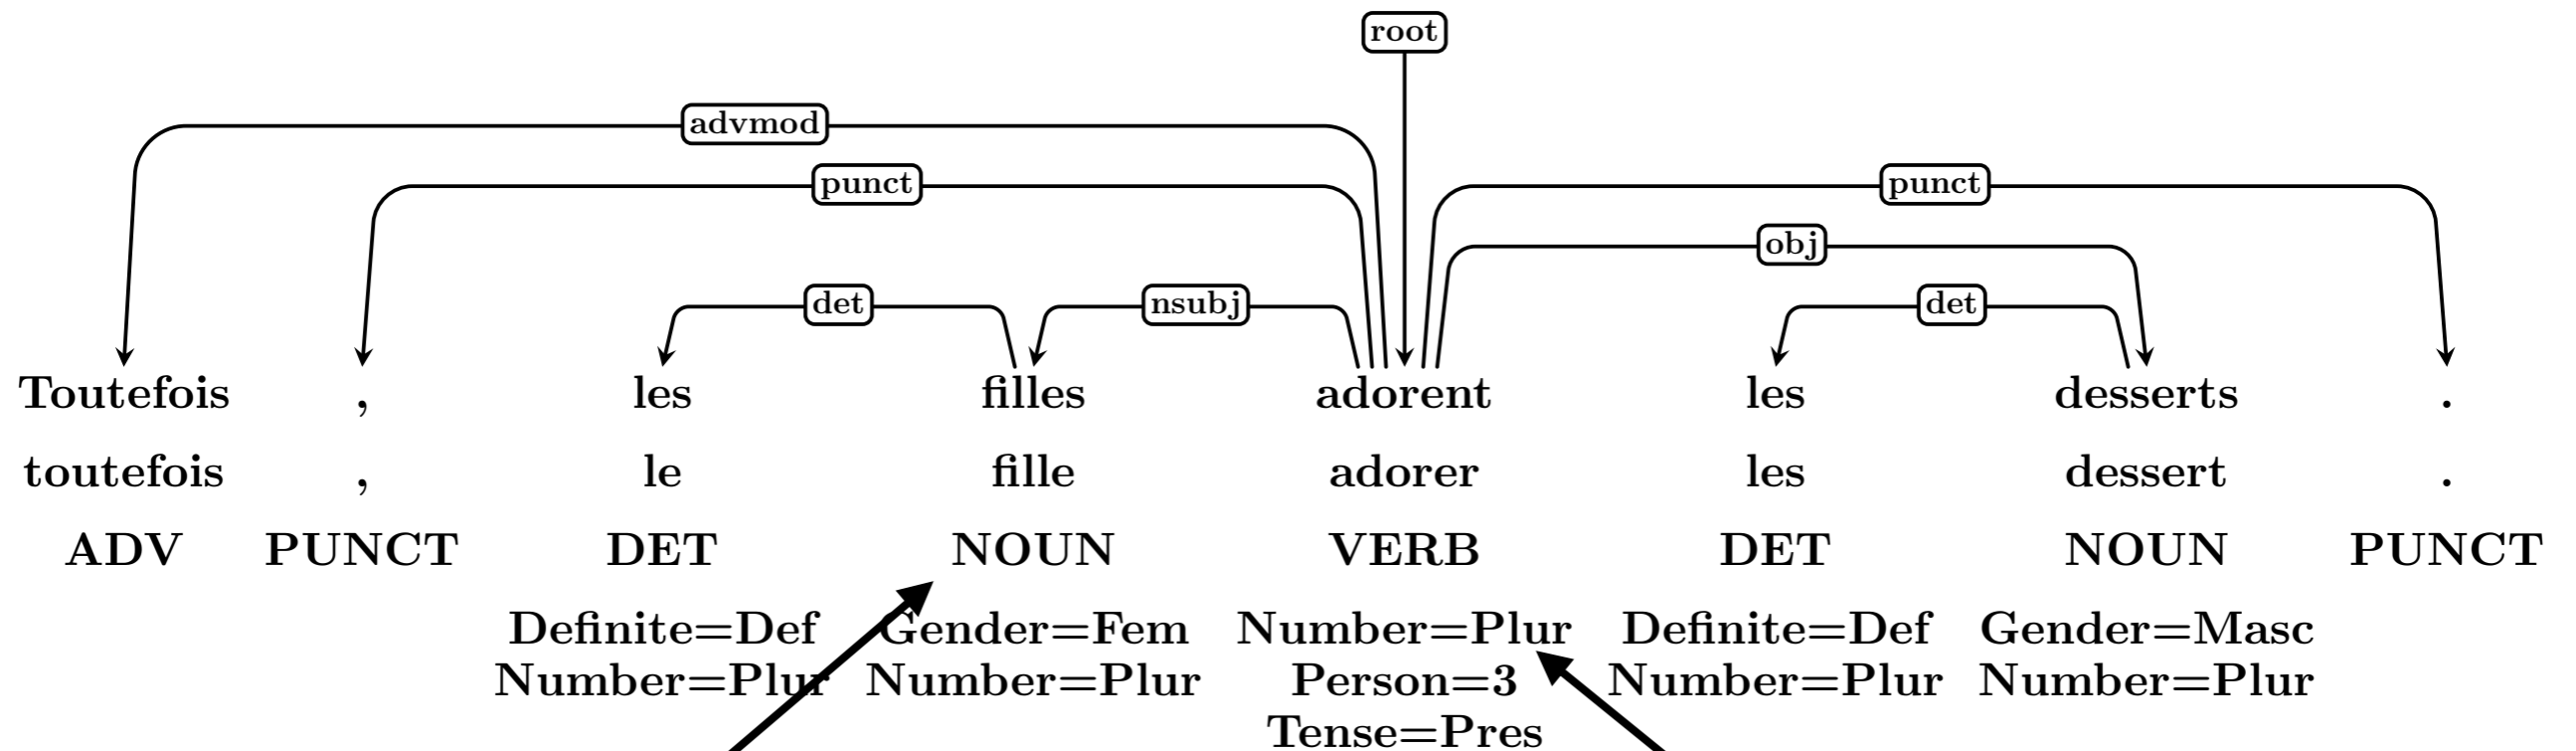 root
advmod
punct punct
obj
det nsubj det
Toutefois , les filles adorent les desserts .
toutefois , le fille adorer les dessert .
ADV PUNCT DET NOUN VERB DET NOUN PUNCT
Definite=Def Gender=Fem Number=Plur Definite=Def Gender=Masc
Number=Plur Number=Plur Person=3 Number=Plur Number=Plur
Tense=Pres